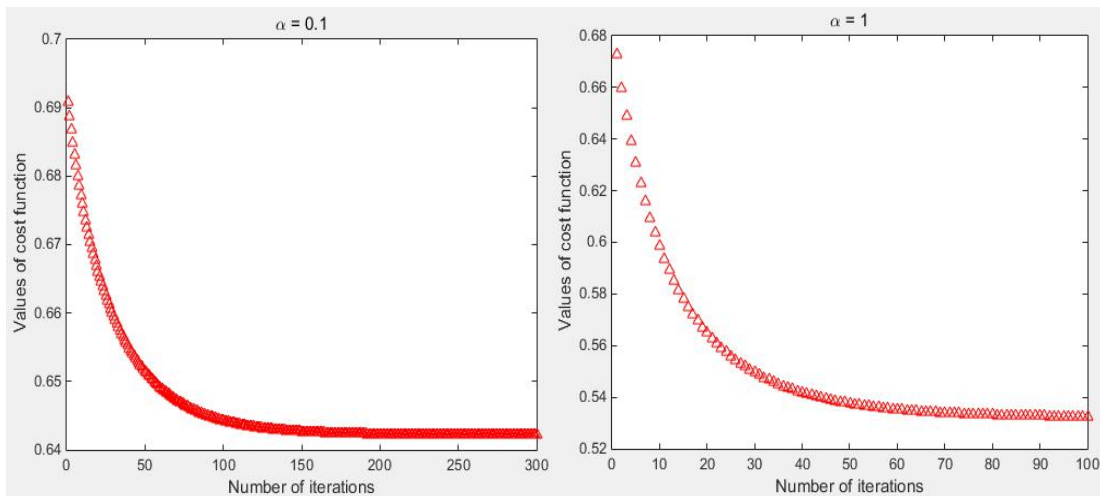 α = 0.1
0.7
0.69
0.68
0.67
0.66
0.65
0.64
Values of cost function
0 50 100 150 200 250 300
Number of iterations
α = 1
0.68
0.66
0.64
0.62
0.6
0.58
0.56
0.54
0.52
Values of cost function
0 10 20 30 40 50 60 70 80 90 100
Number of iterations